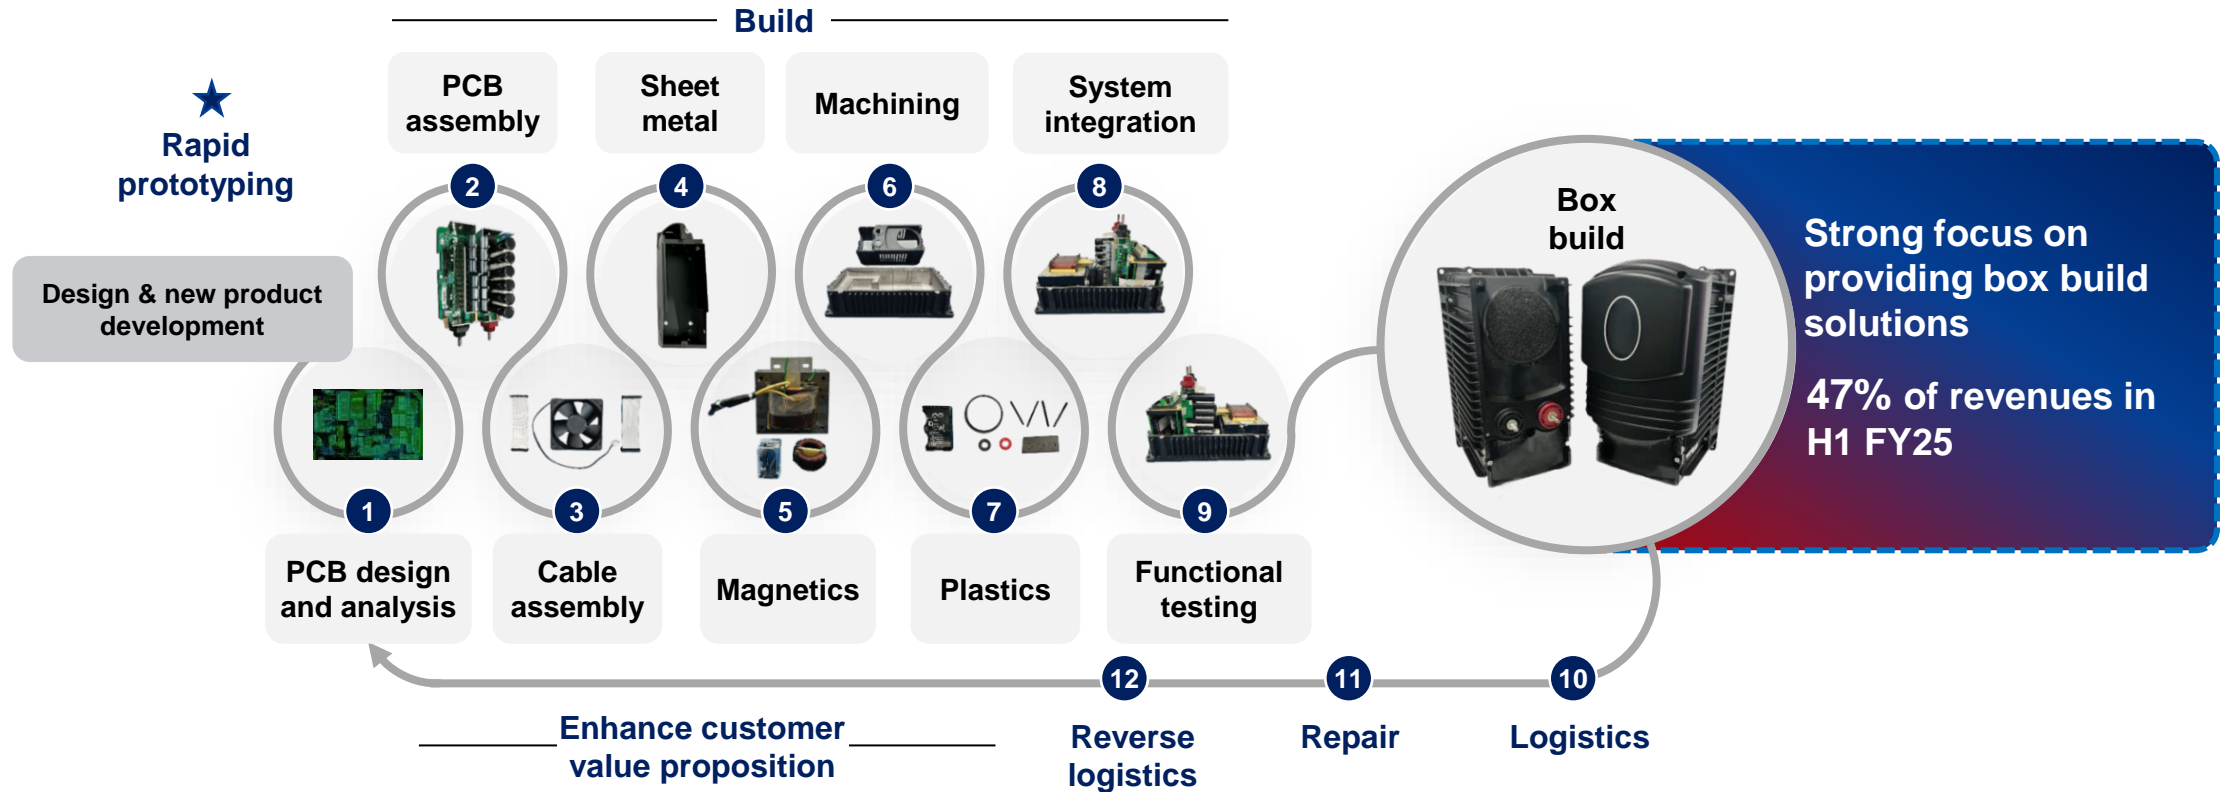 Build
PCB
assembly
Sheet
metal
Machining
System
integration
Rapid
prototyping
2
4
6
8
Design & new product
development
1
3
5
7
9
PCB design
and analysis
Cable
assembly
Magnetics
Plastics
Functional
testing
Box
build
Strong focus on
providing box build
solutions
47% of revenues in
H1 FY25
12
11
10
Enhance customer
value proposition
Reverse
logistics
Repair
Logistics